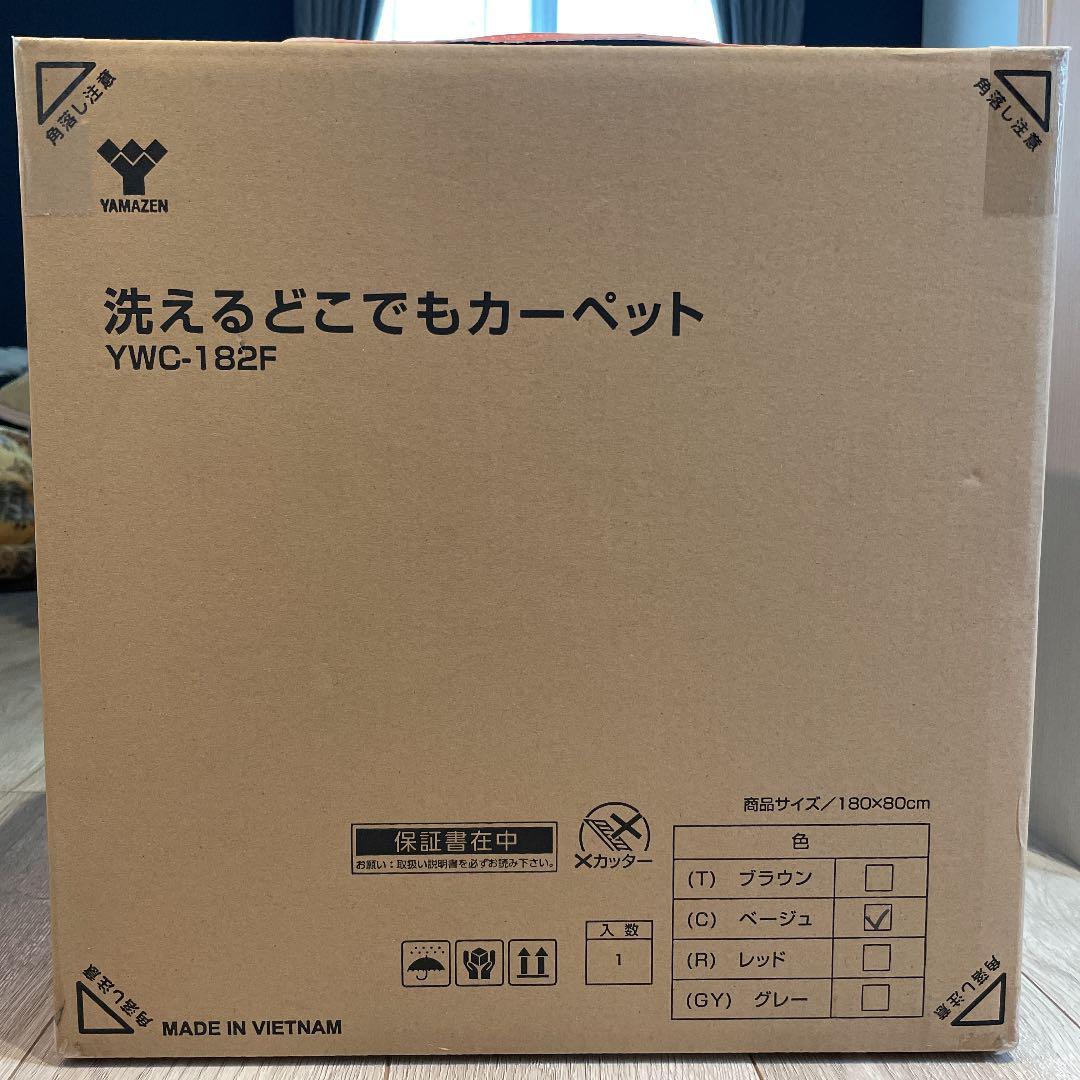 角落し注意
角落し注意
YAMAZEN
洗えるどこでもカーペット
YWC-182F
商品サイズ／180×80cm
保証書在中
お願い：取扱い説明書を必ずお読み下さい。
×カッター
色
(T) ブラウン
(C) ベージュ
(R) レッド
(GY) グレー
入数
1
角落し注意
MADE IN VIETNAM
角落し注意